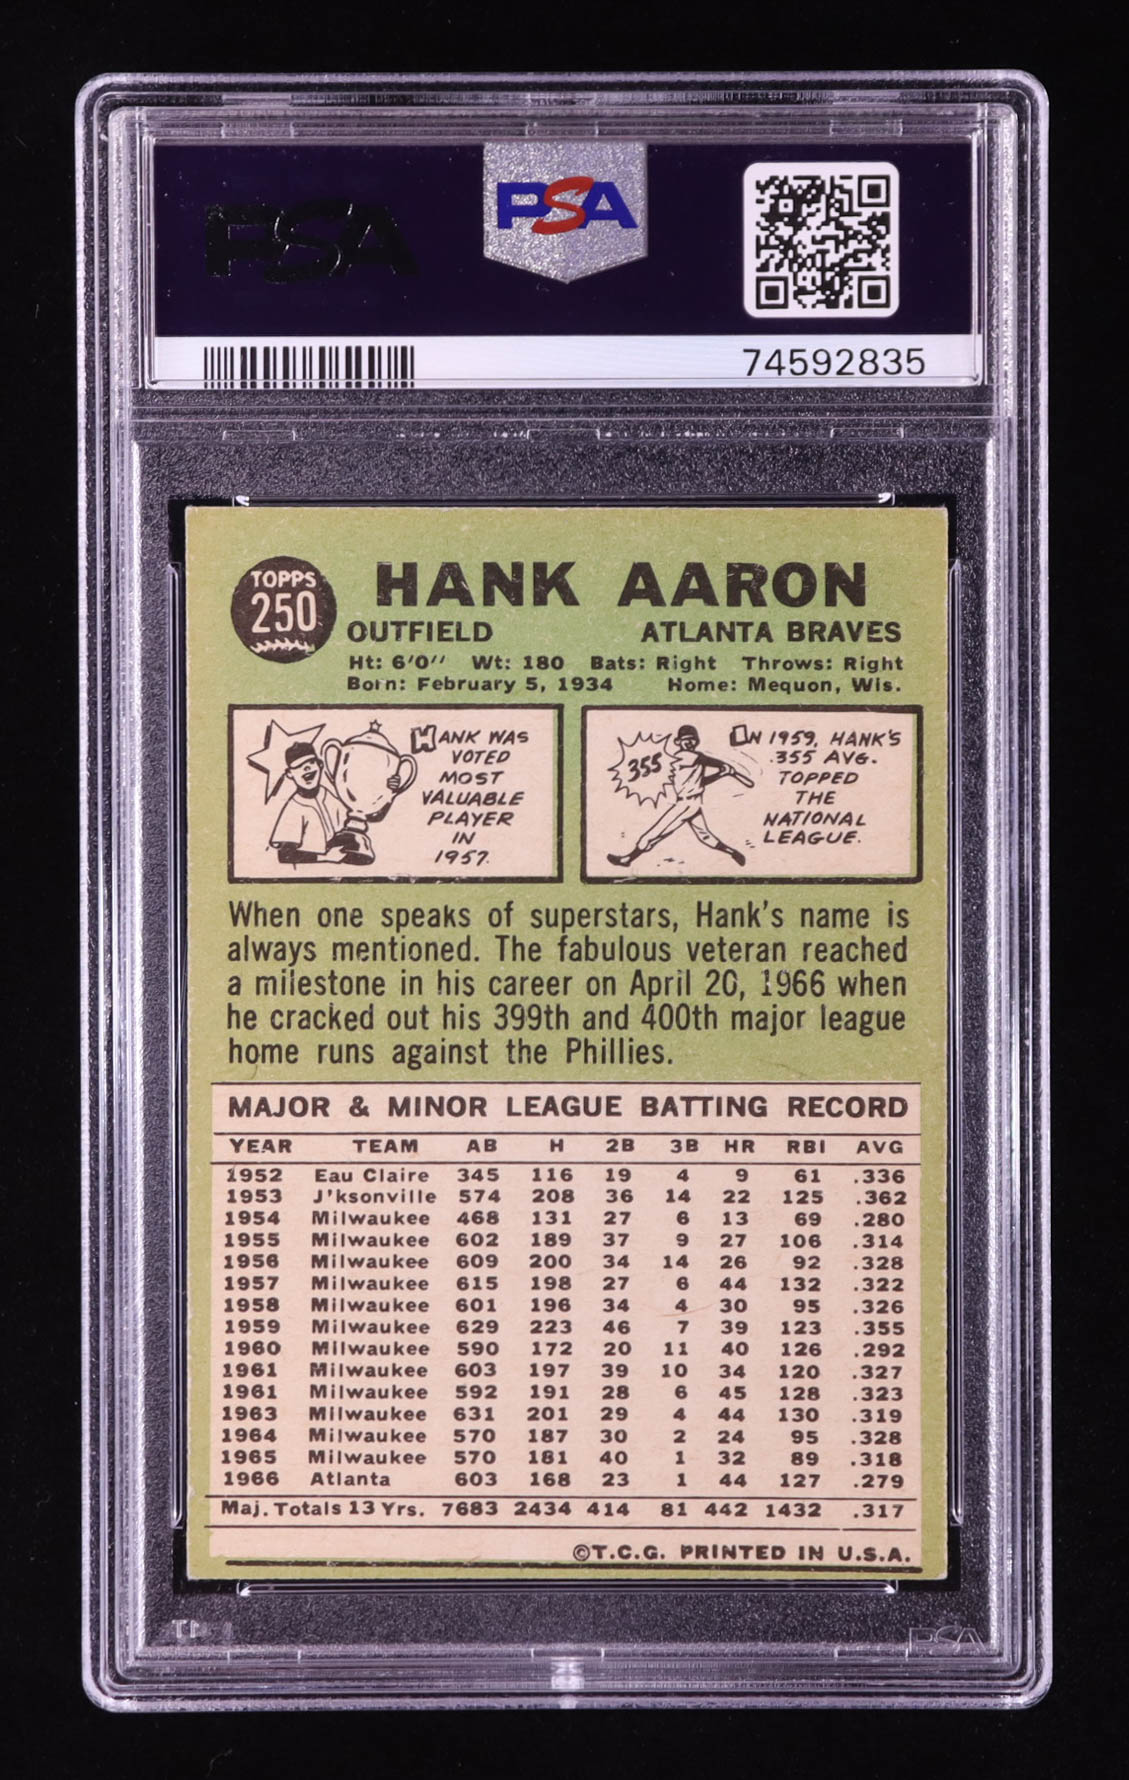 PSA
PSA
74592835
TOPPS
250
HANK AARON
OUTFIELD ATLANTA BRAVES
Ht: 6'0'' Wt: 180 Bats: Right Throws: Right
Born: February 5, 1934 Home: Mequon, Wis.
HANK WAS
VOTED
MOST
VALUABLE
PLAYER
IN
1957.
355
IN 1959, HANK'S
.355 AVG.
TOPPED
THE
NATIONAL
LEAGUE.
When one speaks of superstars, Hank's name is
always mentioned. The fabulous veteran reached
a milestone in his career on April 20, 1966 when
he cracked out his 399th and 400th major league
home runs against the Phillies.
MAJOR & MINOR LEAGUE BATTING RECORD
YEAR TEAM AB H 2B 3B HR RBI AVG
1952 Eau Claire 345 116 19 4 9 61 .336
1953 J'ksonville 574 208 36 14 22 125 .362
1954 Milwaukee 468 131 27 6 13 69 .280
1955 Milwaukee 602 189 37 9 27 106 .314
1956 Milwaukee 609 200 34 14 26 92 .328
1957 Milwaukee 615 198 27 6 44 132 .322
1958 Milwaukee 601 196 34 4 30 95 .326
1959 Milwaukee 629 223 46 7 39 123 .355
1960 Milwaukee 590 172 20 11 40 126 .292
1961 Milwaukee 603 197 39 10 34 120 .327
1961 Milwaukee 592 191 28 6 45 128 .323
1963 Milwaukee 631 201 29 4 44 130 .319
1964 Milwaukee 570 187 30 2 24 95 .328
1965 Milwaukee 570 181 40 1 32 89 .318
1966 Atlanta 603 168 23 1 44 127 .279
Maj. Totals 13 Yrs. 7683 2434 414 81 442 1432 .317
©T.C.G. PRINTED IN U.S.A.
PSA